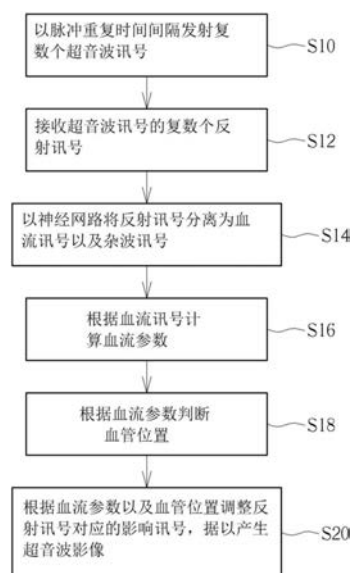 以脉冲重复时间间隔发射复
数个超音波讯号
S10
接收超音波讯号的复数个反
射讯号
S12
以神经网路将反射讯号分离为血
流讯号以及杂波讯号
S14
根据血流讯号计
算血流参数
S16
根据血流参数判断
血管位置
S18
根据血流参数以及血管位置调整反
射讯号对应的影响讯号，据以产生
超音波影像
S20